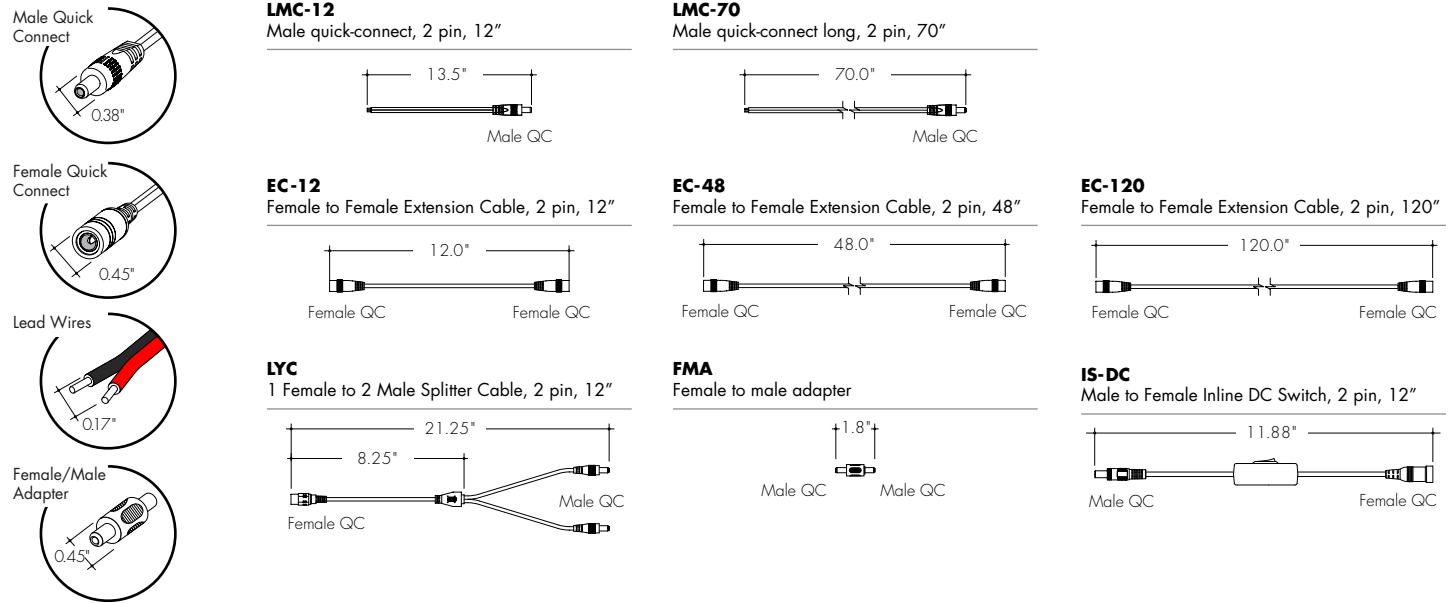 Male Quick
Connect
0.38"
Female Quick
Connect
0.45"
Lead Wires
0.17"
Female/Male
Adapter
0.45"
LMC-12
Male quick-connect, 2 pin, 12”
13.5"
Male QC
LMC-70
Male quick-connect long, 2 pin, 70”
70.0"
Male QC
EC-12
Female to Female Extension Cable, 2 pin, 12”
12.0"
Female QC Female QC
EC-48
Female to Female Extension Cable, 2 pin, 48”
48.0"
Female QC Female QC
EC-120
Female to Female Extension Cable, 2 pin, 120”
120.0"
Female QC Female QC
LYC
1 Female to 2 Male Splitter Cable, 2 pin, 12”
21.25"
8.25"
Male QC
Female QC
FMA
Female to male adapter
1.8"
Male QC Male QC
IS-DC
Male to Female Inline DC Switch, 2 pin, 12”
11.88"
Male QC Female QC